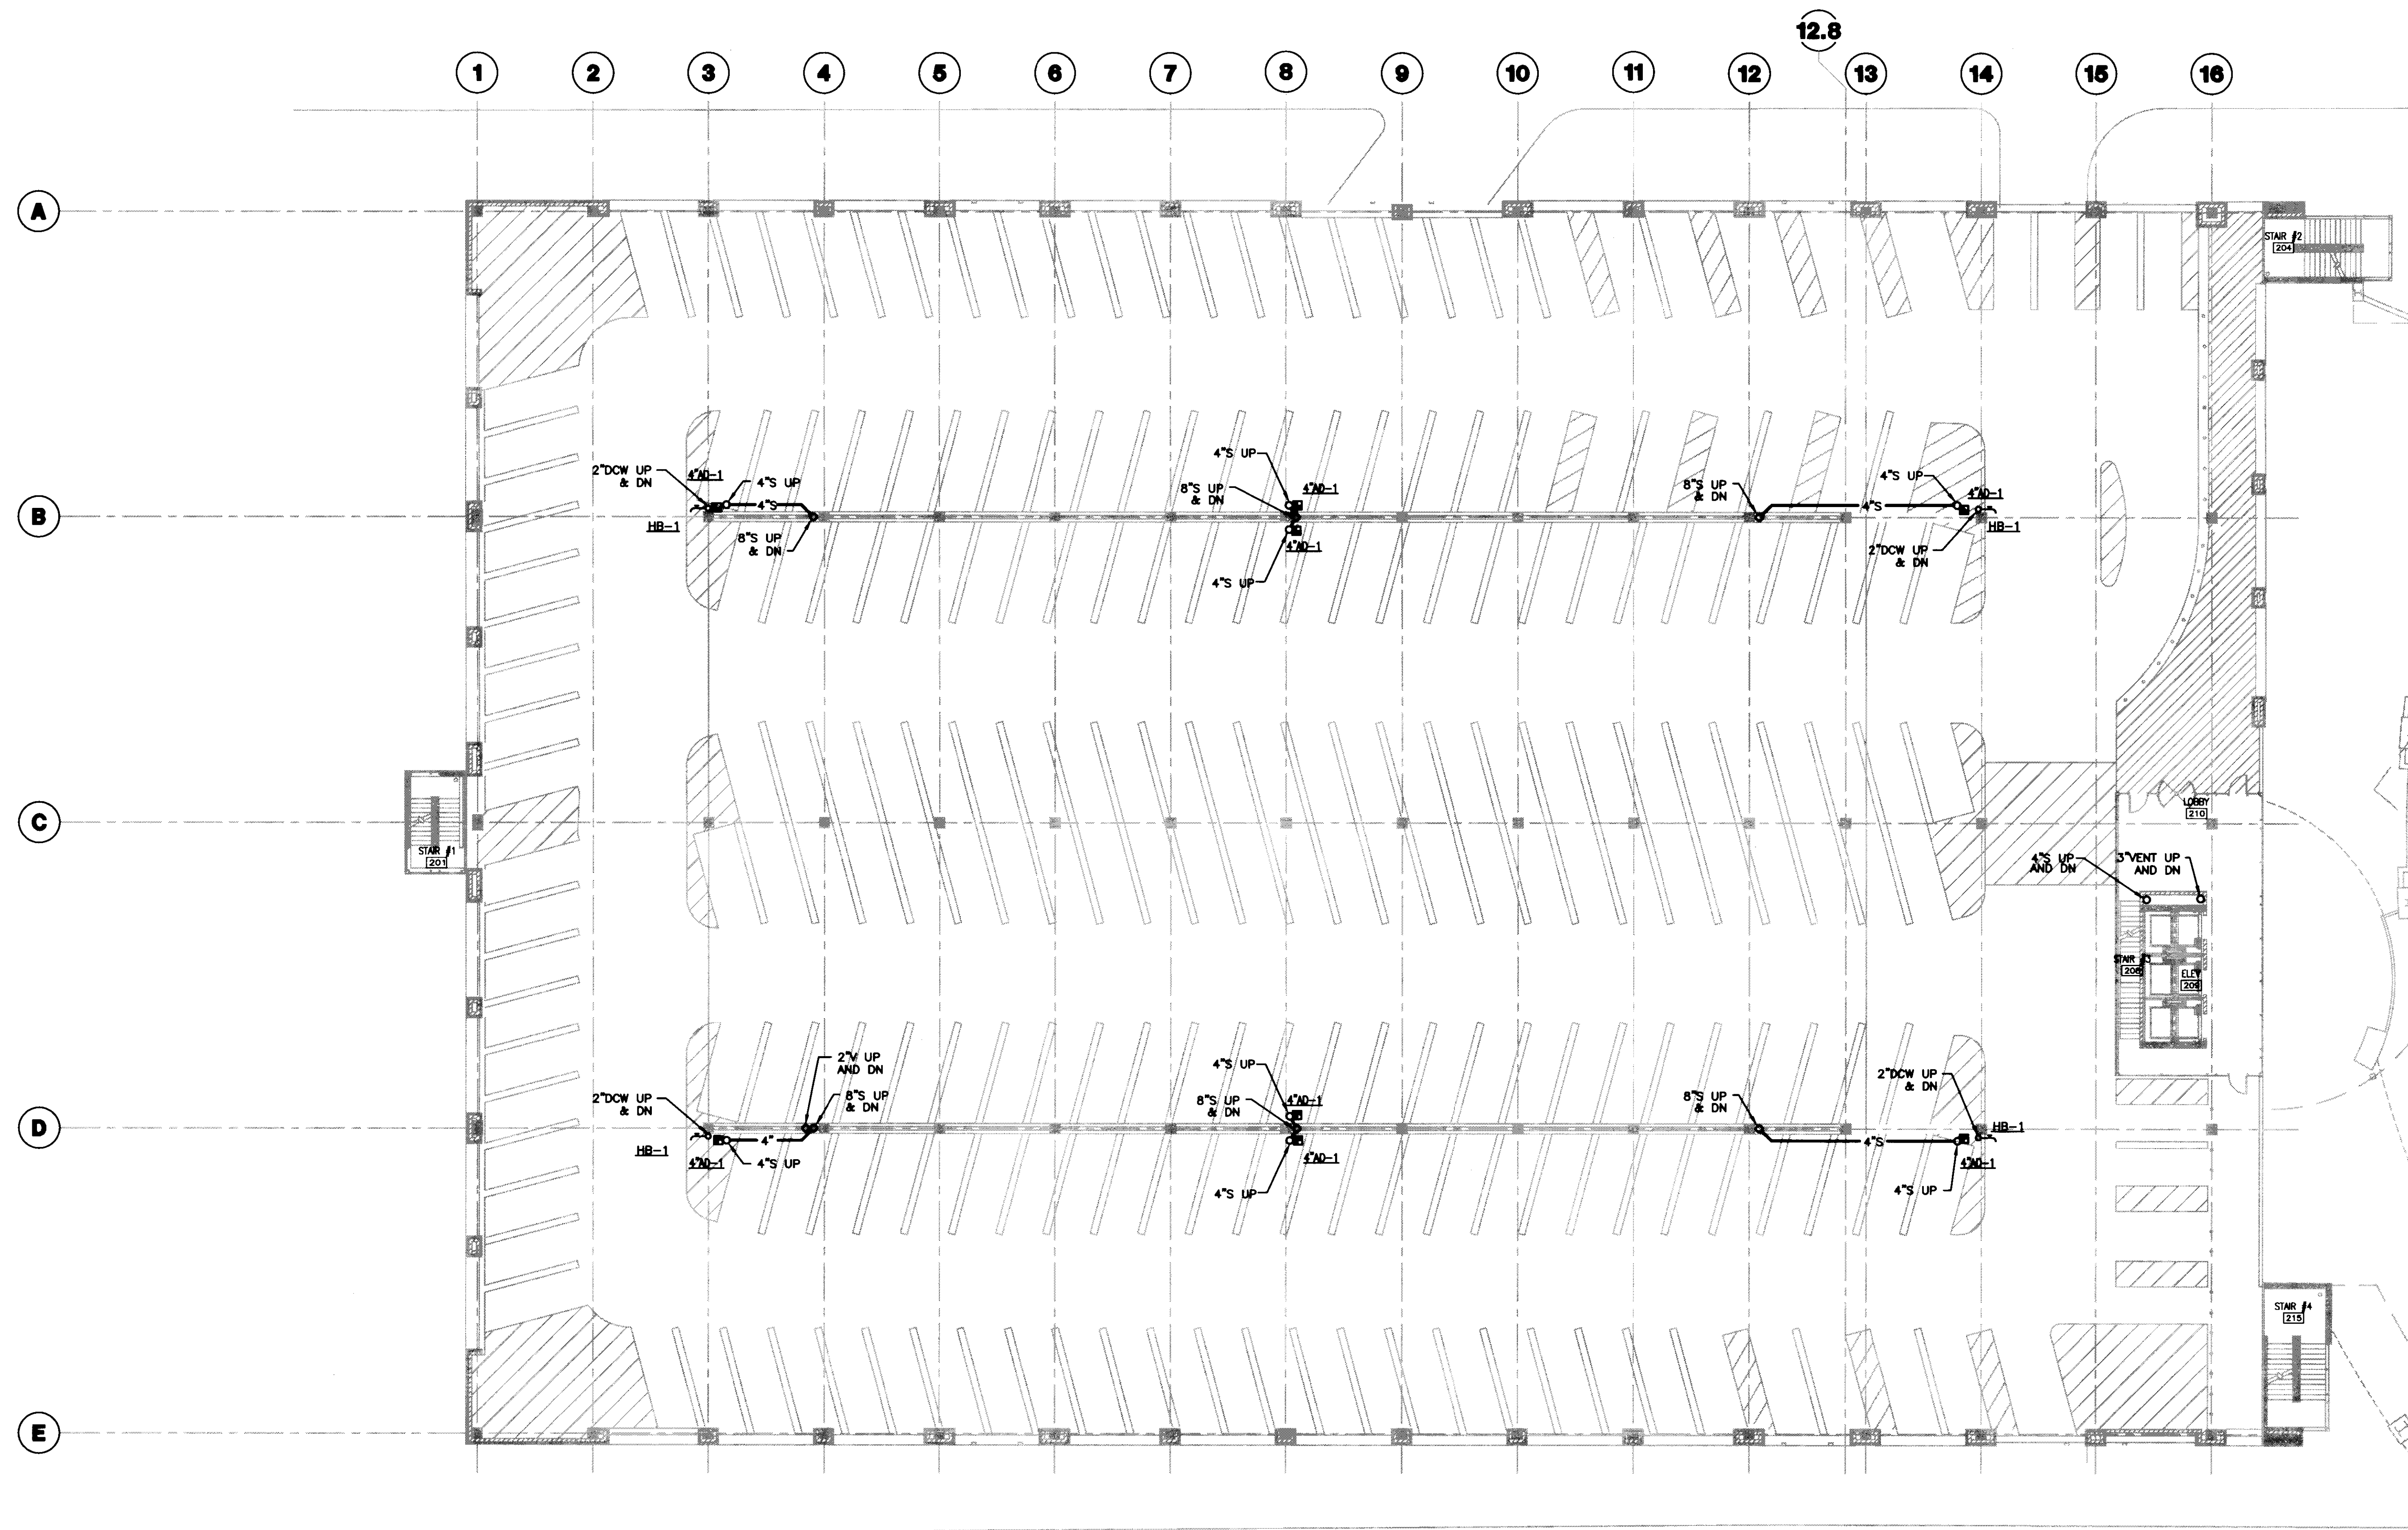 12.8
1 2 3 4 5 6 7 8 9 10 11 12 13 14 15 16
A
STAIR #2
204
B
2"DCW UP
& DN
4"AD-1
4"S UP
4"S
HB-1
8"S UP
& DN
4"S UP
8"S UP
& DN
4"AD-1
4"AD-1
4"S UP
8"S UP
& DN
4"S
4"S UP
4"AD-1
HB-1
2"DCW UP
& DN
C
STAIR #1
201
LOBBY
210
4"S UP
AND DN
3"VENT UP
AND DN
STAIR #3
208
ELEV
209
D
2"V UP
AND DN
2"DCW UP
& DN
8"S UP
& DN
HB-1
4"
4"AD-1
4"S UP
4"S UP
8"S UP
& DN
4"AD-1
4"AD-1
4"S UP
8"S UP
& DN
2"DCW UP
& DN
HB-1
4"S
4"AD-1
4"S UP
STAIR #4
215
E